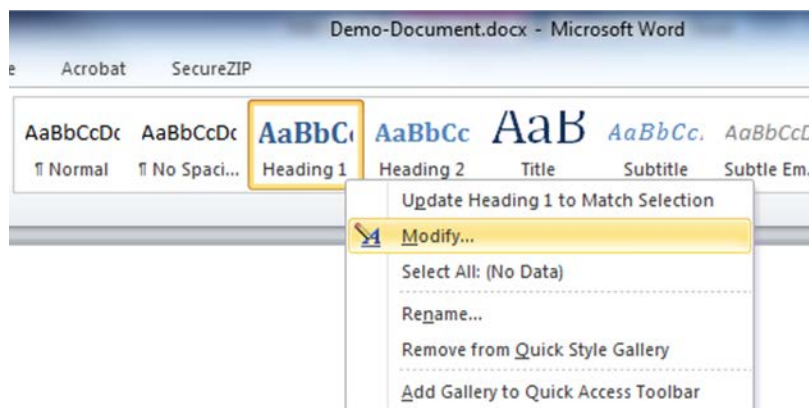 Demo-Document.docx - Microsoft Word
Acrobat SecureZIP
AaBbCcDc AaBbCcDc AaBbC AaBbCc AaB AaBbCc. AaBbCcD
¶ Normal ¶ No Spaci... Heading 1 Heading 2 Title Subtitle Subtle Em.
Update Heading 1 to Match Selection
Modify...
Select All: (No Data)
Rename...
Remove from Quick Style Gallery
Add Gallery to Quick Access Toolbar